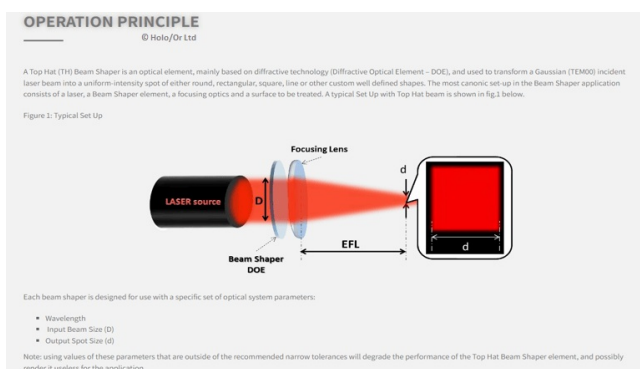 OPERATION PRINCIPLE
© Holo/Or Ltd
A Top Hat (TH) Beam Shaper is an optical element, mainly based on diffractive technology (Diffractive Optical Element – DOE), and used to transform a Gaussian (TEM00) incident
laser beam into a uniform-intensity spot of either round, rectangular, square, line or other custom well defined shapes. The most canonic set-up in the Beam Shaper application
consists of a laser, a Beam Shaper element, a focusing optics and a surface to be treated. A typical Set Up with Top Hat beam is shown in fig.1 below.
Figure 1: Typical Set Up
Focusing Lens
d
LASER source
D
d
EFL
Beam Shaper
DOE
Each beam shaper is designed for use with a specific set of optical system parameters:
▪ Wavelength
▪ Input Beam Size (D)
▪ Output Spot Size (d)
Note: using values of these parameters that are outside of the recommended narrow tolerances will degrade the performance of the Top Hat Beam Shaper element, and possibly
render it useless for the application.